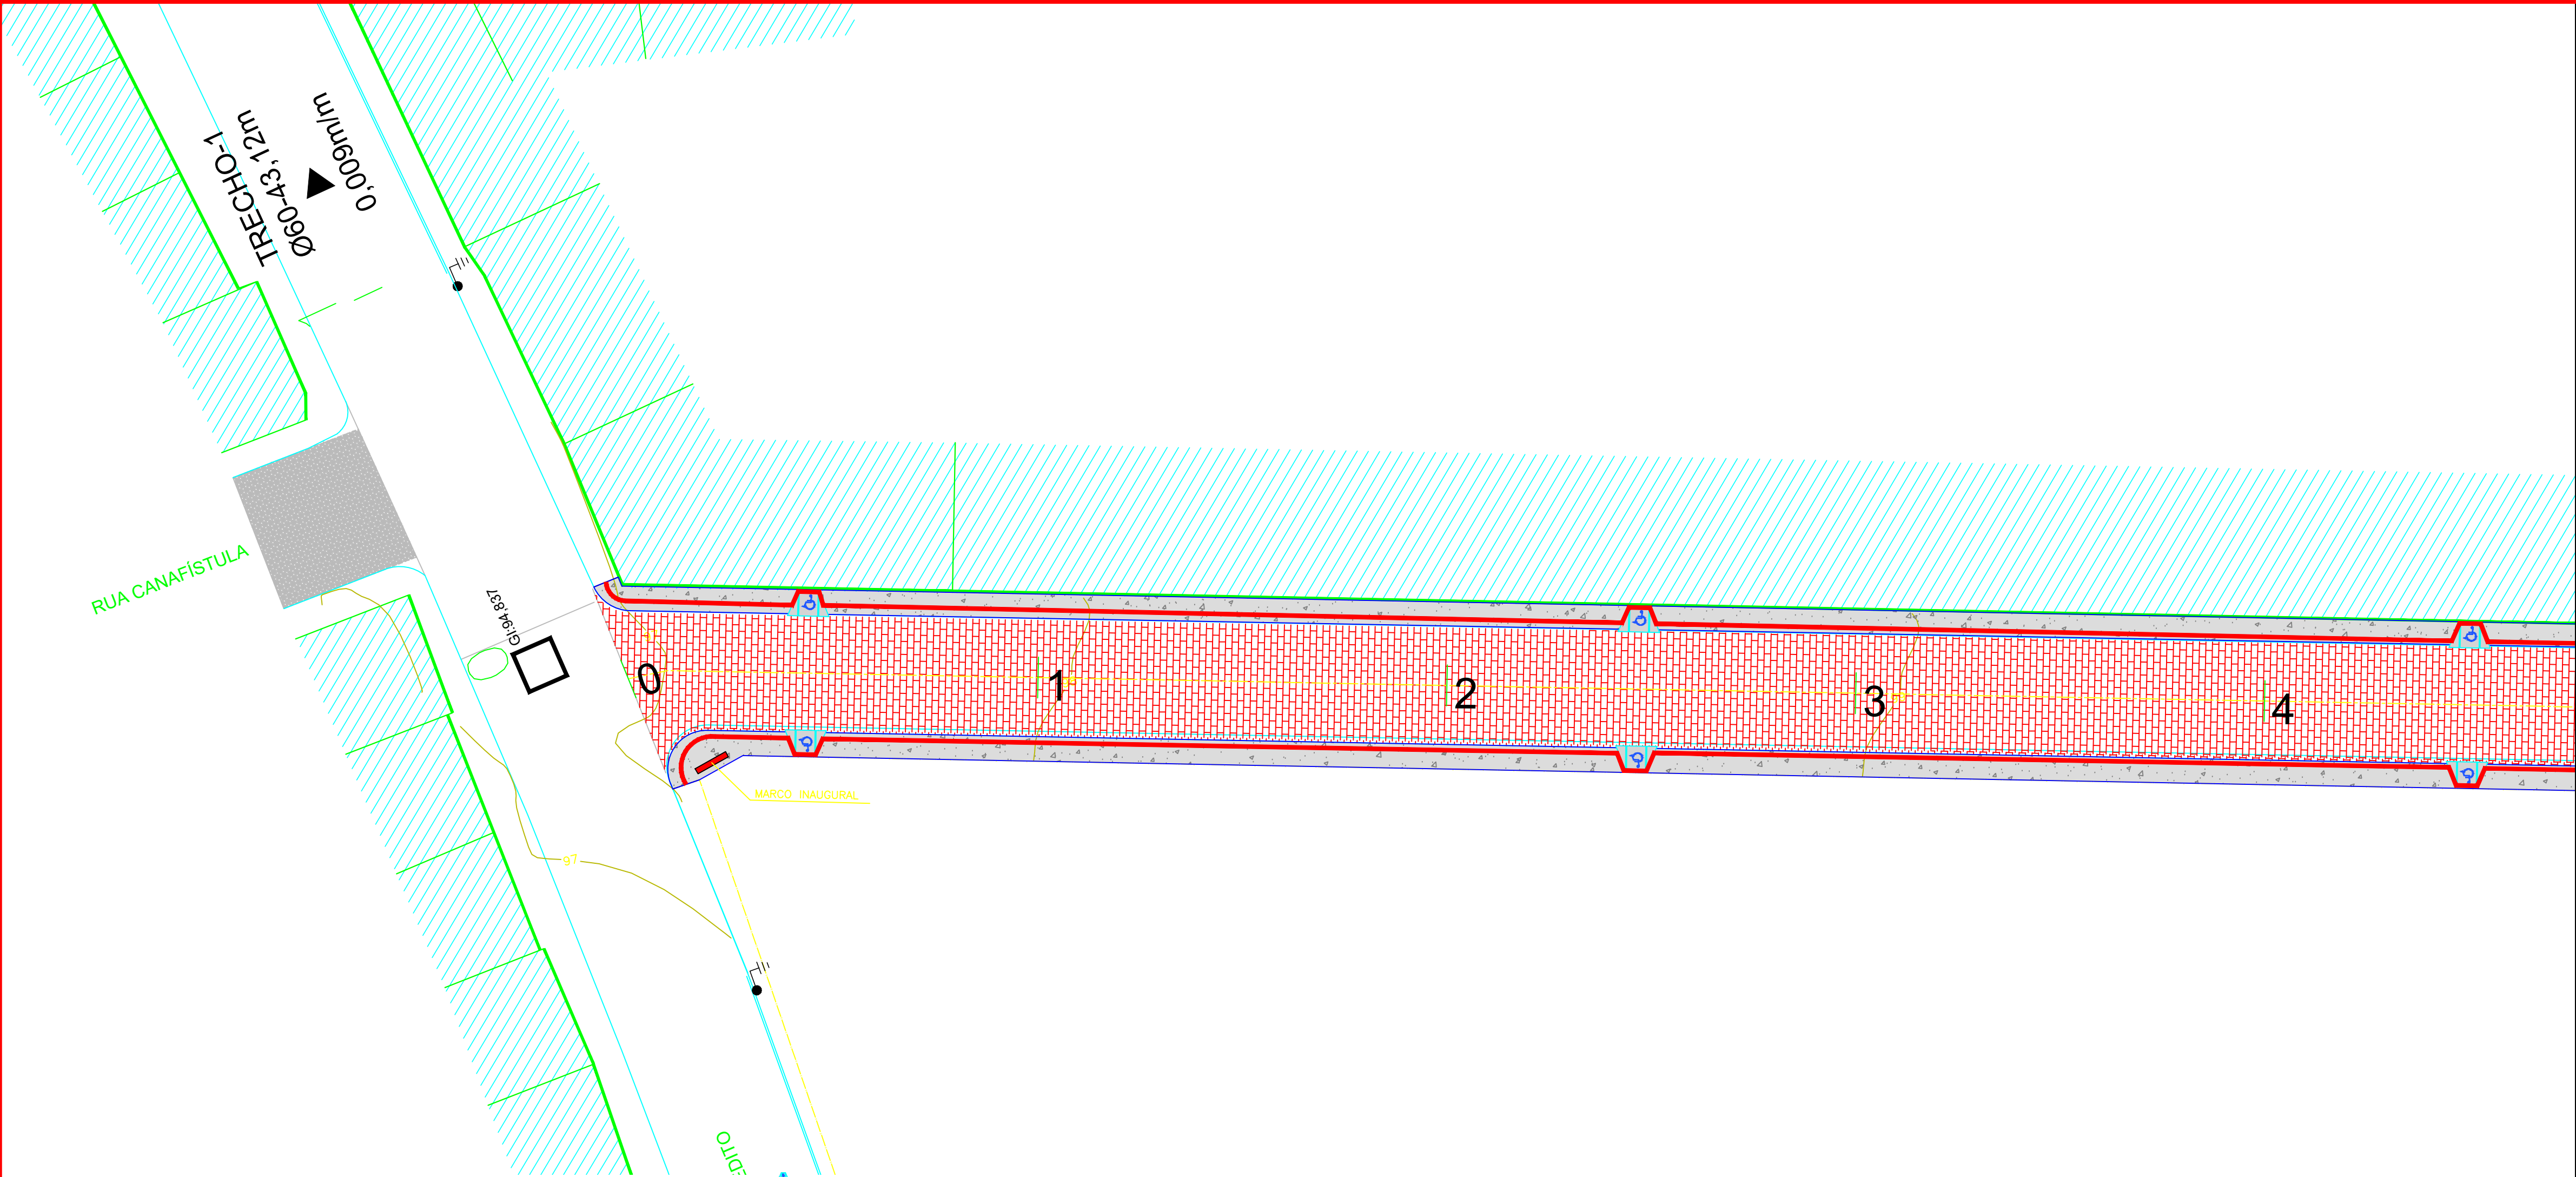 TRECHO-1
Ø60-43,12m
0,009m/m
RUA CANAFÍSTULA
GI:94,837
0
1
2
3
4
MARCO INAUGURAL
97